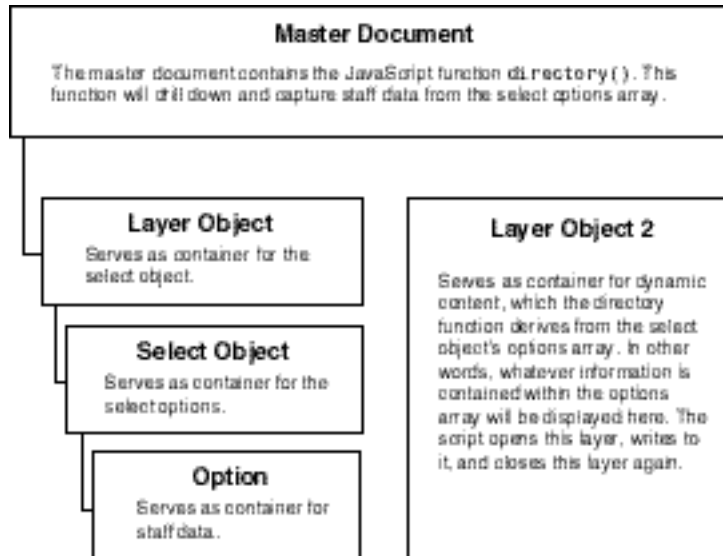 Master Document
The master document contains the JavaScript function directory(). This
function will drill down and capture staff data from the select options array.
Layer Object
Serves as container for the
select object.
Select Object
Serves as container for the
select options.
Option
Serves as container for
staff data.
Layer Object 2
Serves as container for dynamic
content, which the directory
function derives from the select
object's options array. In other
words, whatever information is
contained within the options
array will be displayed here. The
script opens this layer, writes to
it, and closes this layer again.